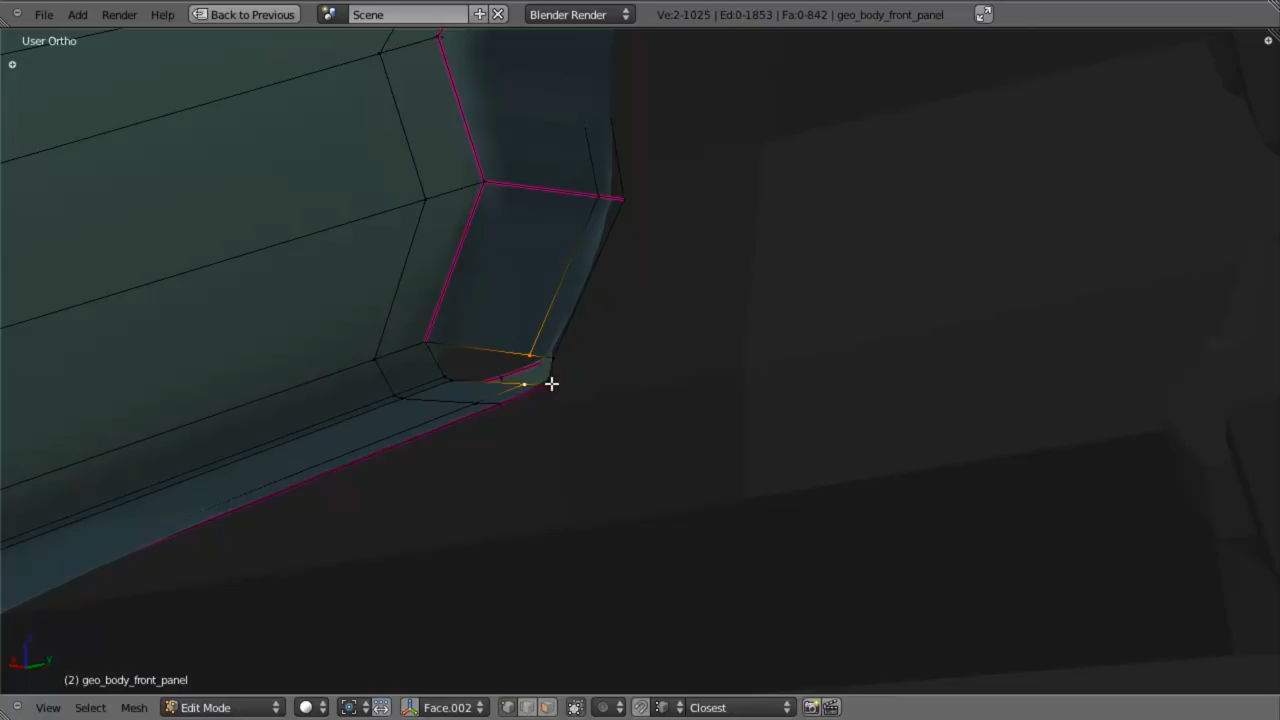 File Add Render Help Back to Previous Scene Blender Render Ve:2-1025 | Ed:0-1853 | Fa:0-842 | geo_body_front_panel
User Ortho
(2) geo_body_front_panel
View Select Mesh Edit Mode Face.002 Closest